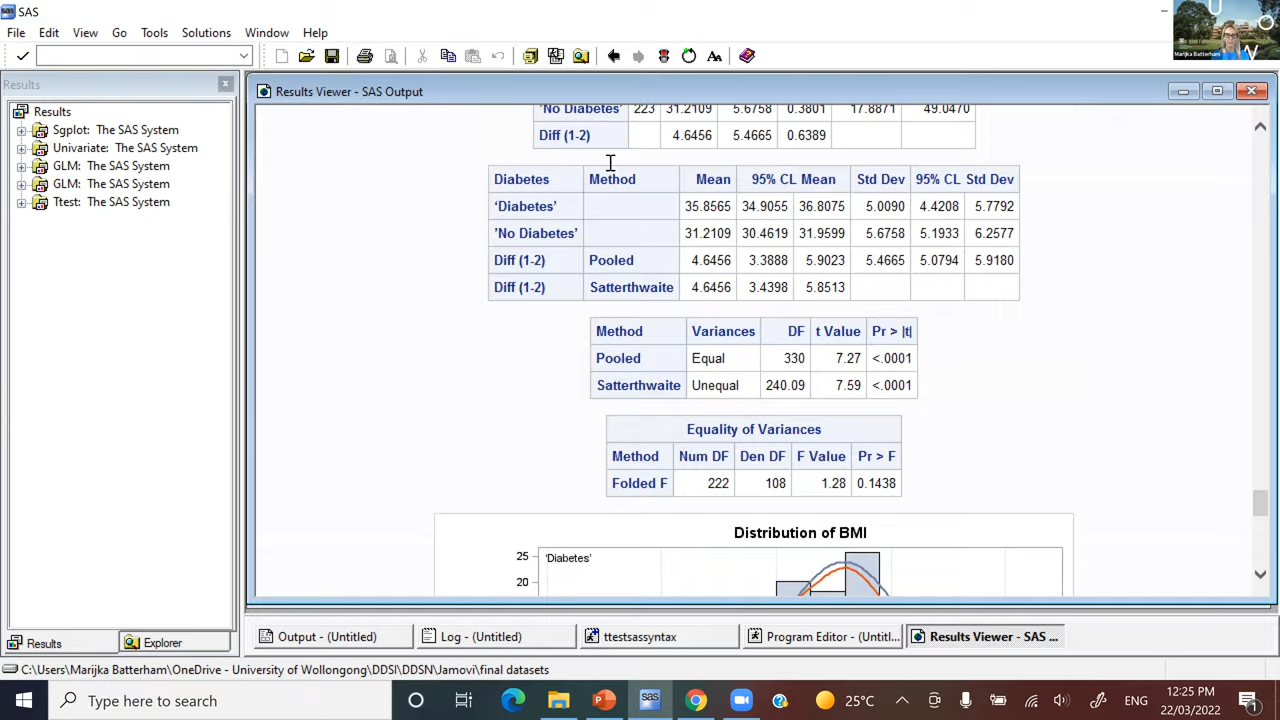 SAS
File Edit View Go Tools Solutions Window Help
Marijka Batterham
Results
Results Viewer - SAS Output
Results
Sgplot: The SAS System
Univariate: The SAS System
GLM: The SAS System
GLM: The SAS System
Ttest: The SAS System
'No Diabetes' 223 31.2109 5.6758 0.3801 17.8871 49.0470
Diff (1-2) 4.6456 5.4665 0.6389
Diabetes Method Mean 95% CL Mean Std Dev 95% CL Std Dev
‘Diabetes’ 35.8565 34.9055 36.8075 5.0090 4.4208 5.7792
’No Diabetes’ 31.2109 30.4619 31.9599 5.6758 5.1933 6.2577
Diff (1-2) Pooled 4.6456 3.3888 5.9023 5.4665 5.0794 5.9180
Diff (1-2) Satterthwaite 4.6456 3.4398 5.8513
Method Variances DF t Value Pr > |t|
Pooled Equal 330 7.27 <.0001
Satterthwaite Unequal 240.09 7.59 <.0001
Equality of Variances
Method Num DF Den DF F Value Pr > F
Folded F 222 108 1.28 0.1438
Distribution of BMI
25
'Diabetes'
20
Results Explorer
Output - (Untitled) Log - (Untitled) ttestsassyntax Program Editor - (Untitl... Results Viewer - SAS ...
C:\Users\Marijka Batterham\OneDrive - University of Wollongong\DDSI\DDSN\Jamovi\final datasets
Type here to search
25°C
ENG
12:25 PM
22/03/2022